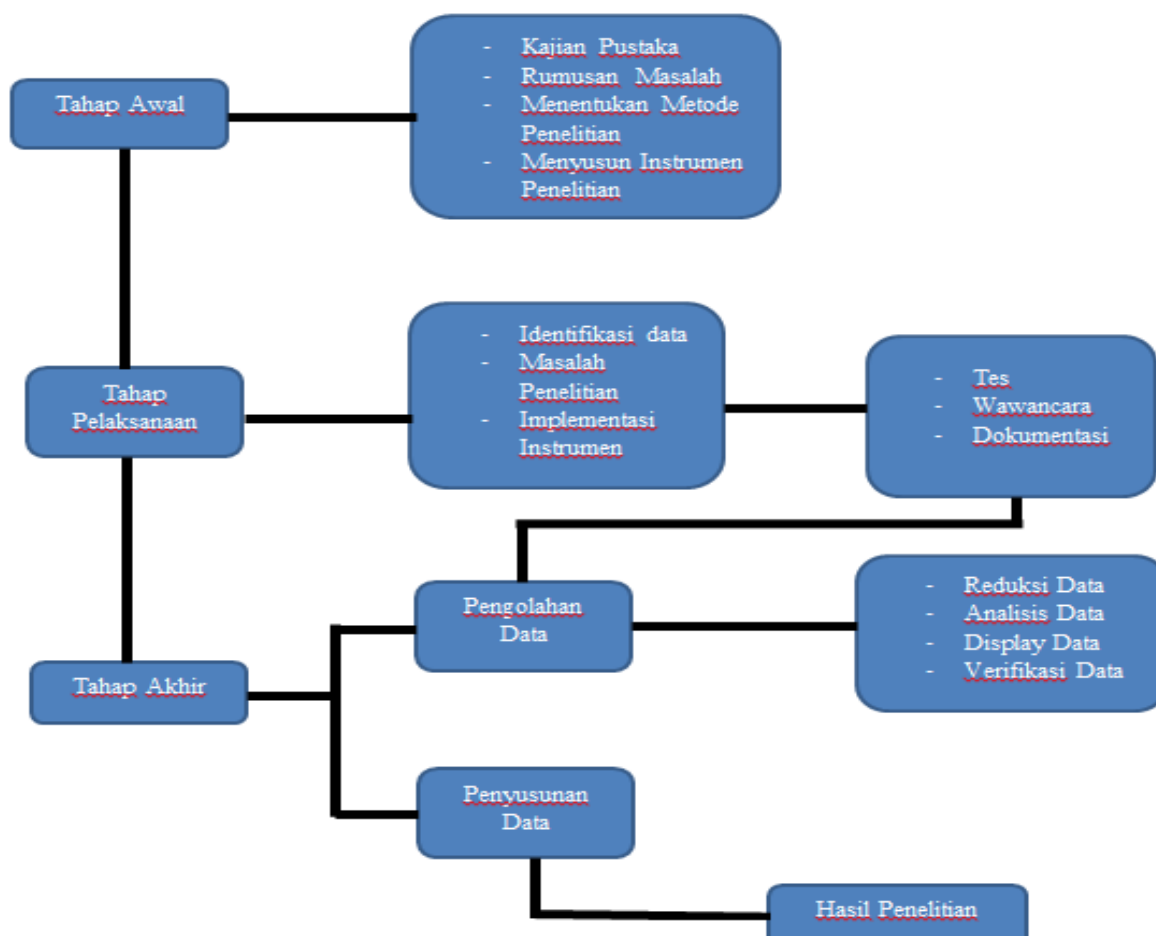 Tahap Awal
- Kajian Pustaka
- Rumusan Masalah
- Menentukan Metode
Penelitian
- Menyusun Instrumen
Penelitian
Tahap
Pelaksanaan
- Identifikasi data
- Masalah
Penelitian
- Implementasi
Instrumen
- Tes
- Wawancara
- Dokumentasi
Tahap Akhir
Pengolahan
Data
- Reduksi Data
- Analisis Data
- Display Data
- Verifikasi Data
Penyusunan
Data
Hasil Penelitian